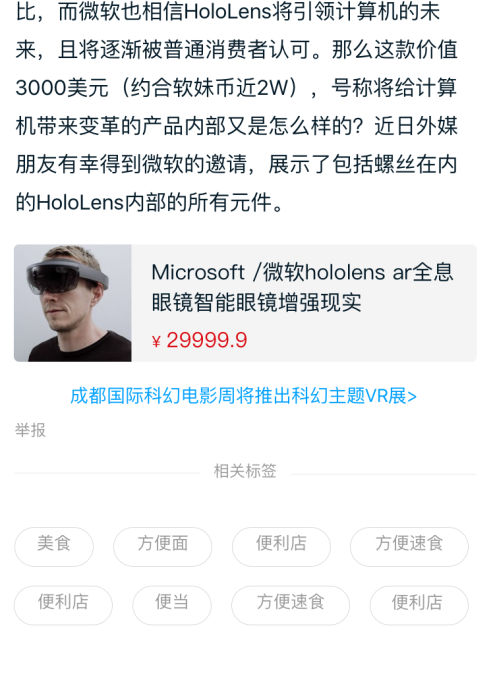 比，而微软也相信HoloLens将引领计算机的未
来，且将逐渐被普通消费者认可。那么这款价值
3000美元（约合软妹币近2W），号称将给计算
机带来变革的产品内部又是怎么样的？近日外媒
朋友有幸得到微软的邀请，展示了包括螺丝在内
的HoloLens内部的所有元件。
Microsoft /微软hololens ar全息
眼镜智能眼镜增强现实
¥ 29999.9
成都国际科幻电影周将推出科幻主题VR展>
举报
相关标签
美食 方便面 便利店 方便速食
便利店 便当 方便速食 便利店